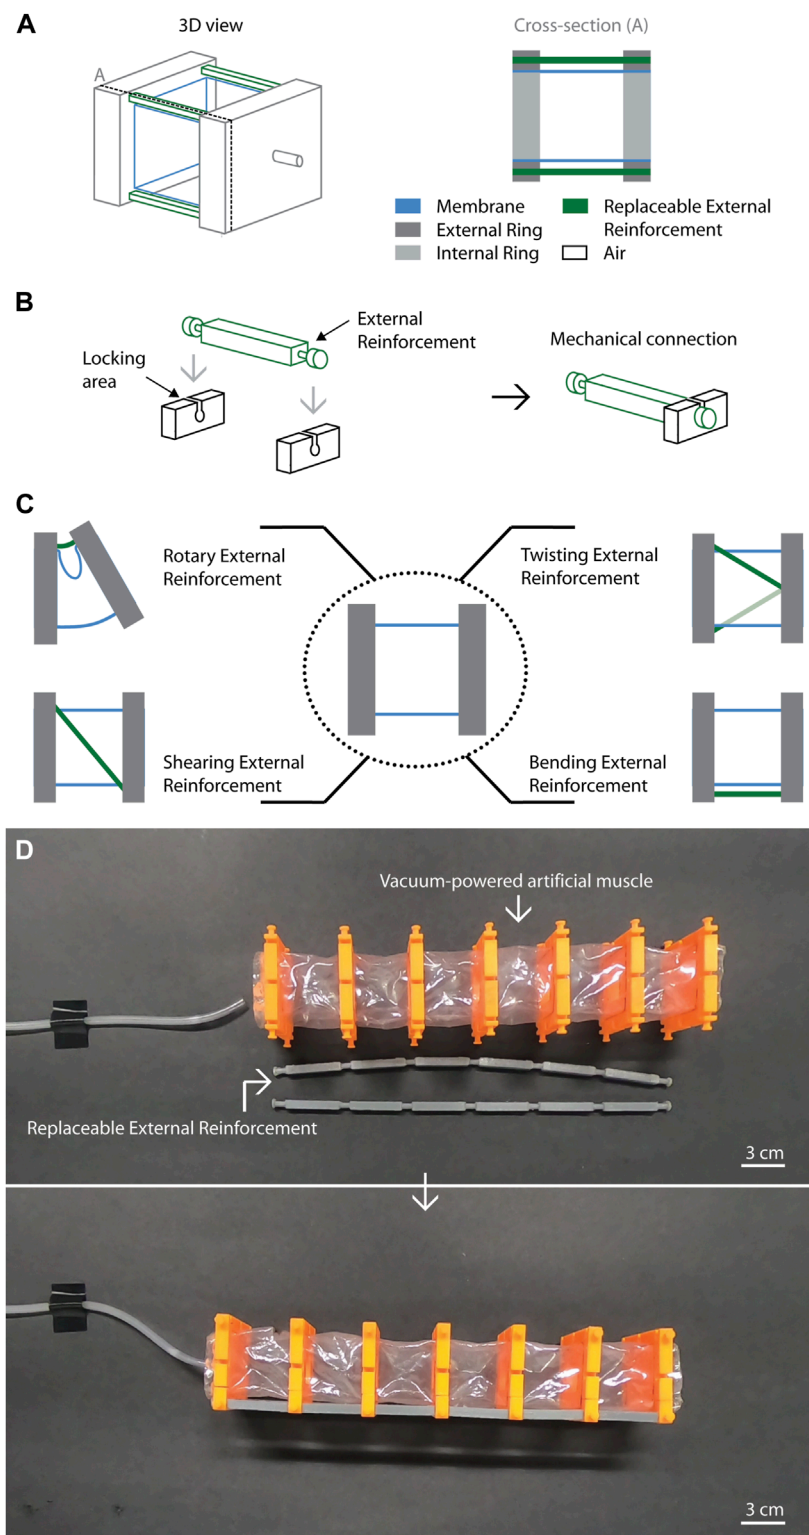 A
3D view
Cross-section (A)
A
Membrane
External Ring
Internal Ring
Replaceable External
Reinforcement
Air
B
External
Reinforcement
Locking
area
Mechanical connection
C
Rotary External
Reinforcement
Twisting External
Reinforcement
Shearing External
Reinforcement
Bending External
Reinforcement
D
Vacuum-powered artificial muscle
Replaceable External Reinforcement
3 cm
3 cm